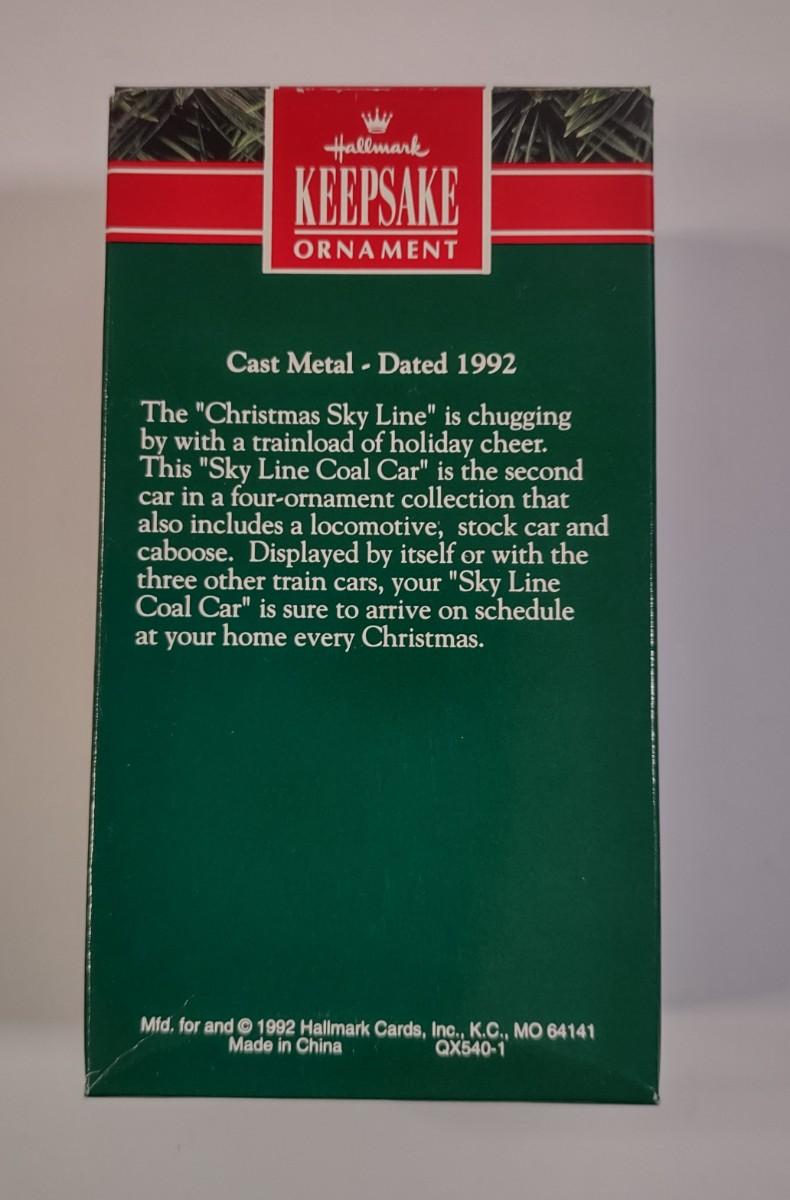 Hallmark
KEEPSAKE
ORNAMENT
Cast Metal - Dated 1992
The "Christmas Sky Line" is chugging
by with a trainload of holiday cheer.
This "Sky Line Coal Car" is the second
car in a four-ornament collection that
also includes a locomotive, stock car and
caboose. Displayed by itself or with the
three other train cars, your "Sky Line
Coal Car" is sure to arrive on schedule
at your home every Christmas.
Mfd. for and © 1992 Hallmark Cards, Inc., K.C., MO 64141
Made in China QX540-1